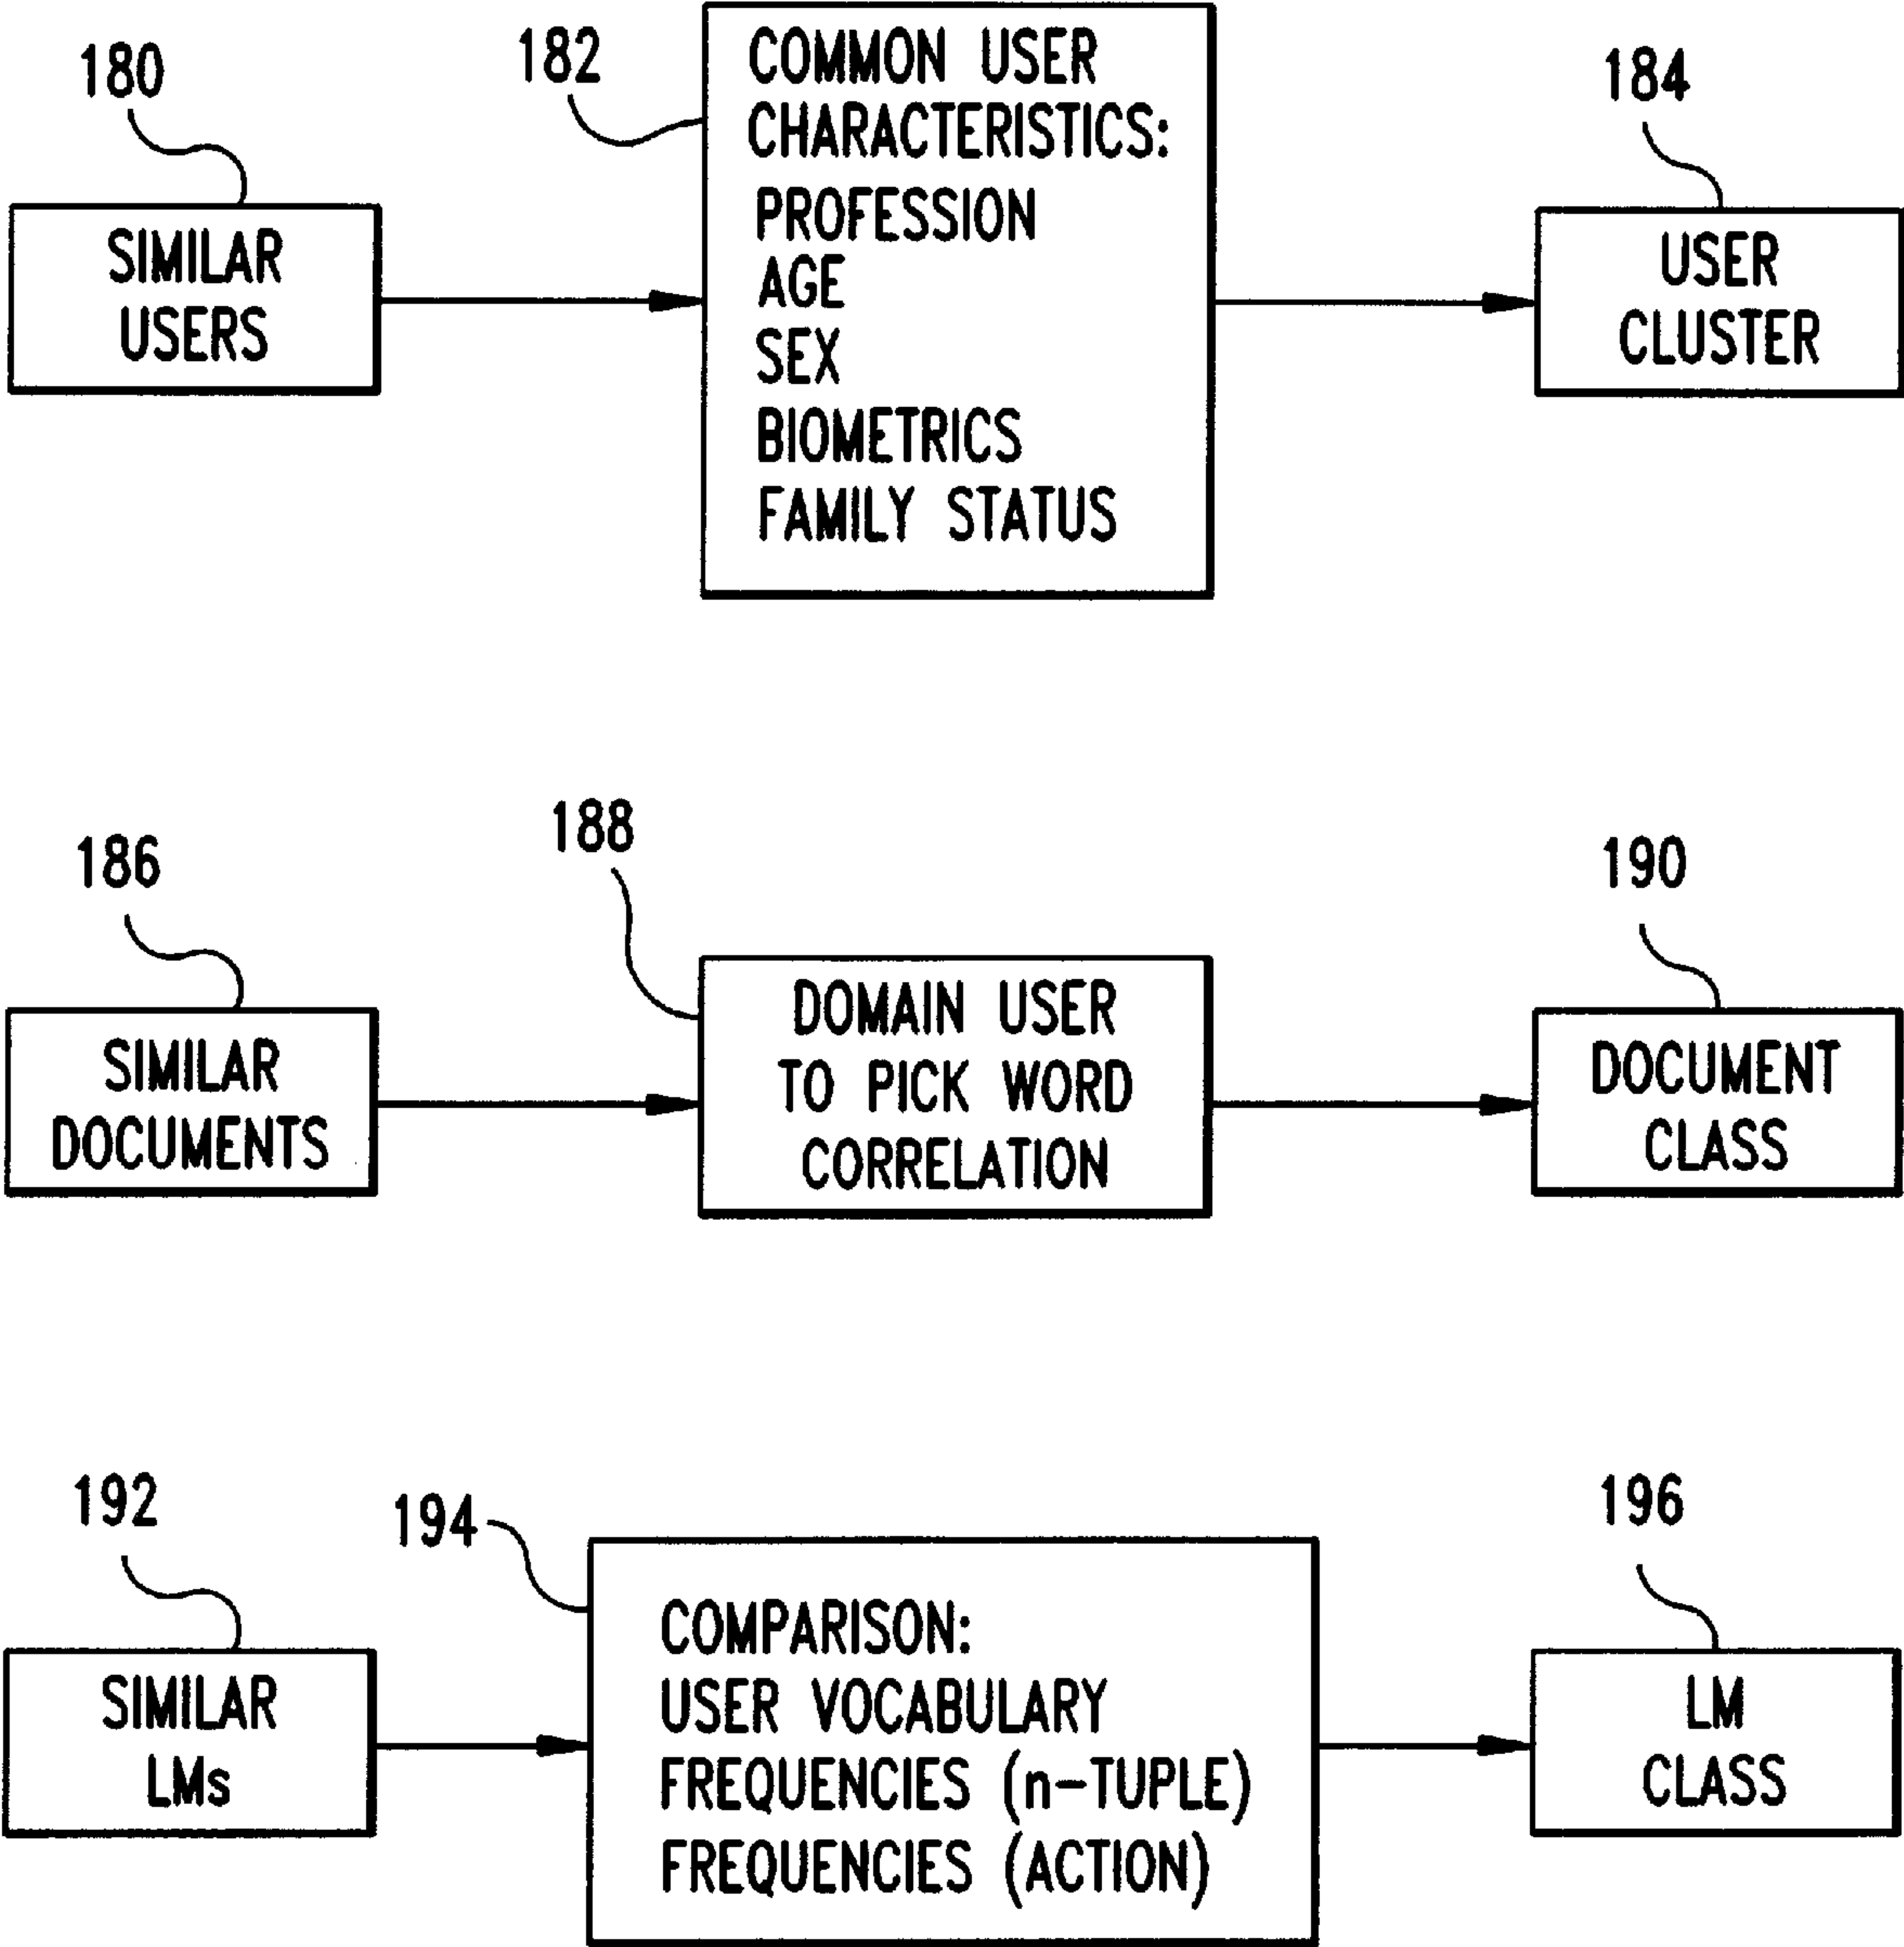 180
182
184
SIMILAR
USERS
COMMON USER
CHARACTERISTICS:
PROFESSION
AGE
SEX
BIOMETRICS
FAMILY STATUS
USER
CLUSTER
186
188
190
SIMILAR
DOCUMENTS
DOMAIN USER
TO PICK WORD
CORRELATION
DOCUMENT
CLASS
192
194
196
SIMILAR
LMs
COMPARISON:
USER VOCABULARY
FREQUENCIES (n-TUPLE)
FREQUENCIES (ACTION)
LM
CLASS